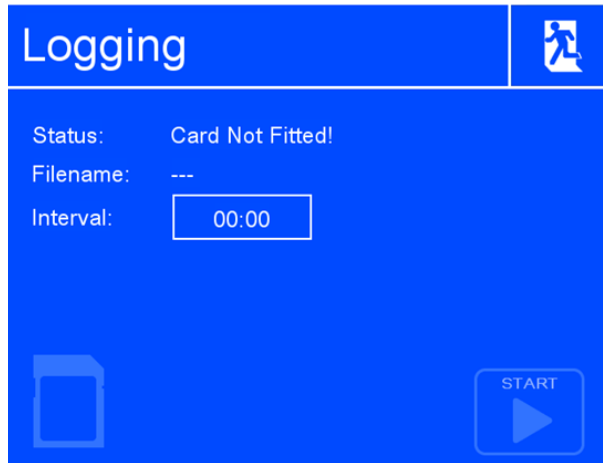 Logging
Status: Card Not Fitted!
Filename: ---
Interval: 00:00
START